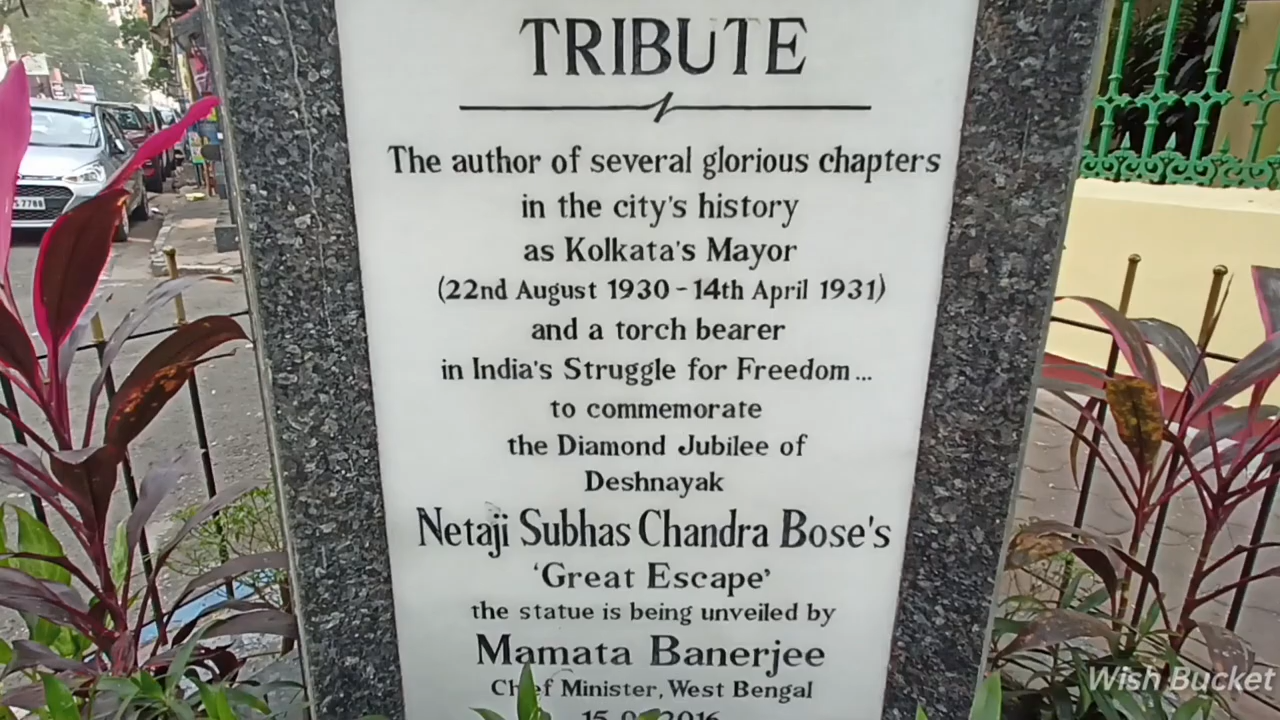 TRIBUTE
The author of several glorious chapters
in the city's history
as Kolkata's Mayor
(22nd August 1930 - 14th April 1931)
and a torch bearer
in India's Struggle for Freedom...
to commemorate
the Diamond Jubilee of
Deshnayak
Netaji Subhas Chandra Bose's
‘Great Escape’
the statue is being unveiled by
Mamata Banerjee
Minister, West Bengal
2016
Wish Bucket